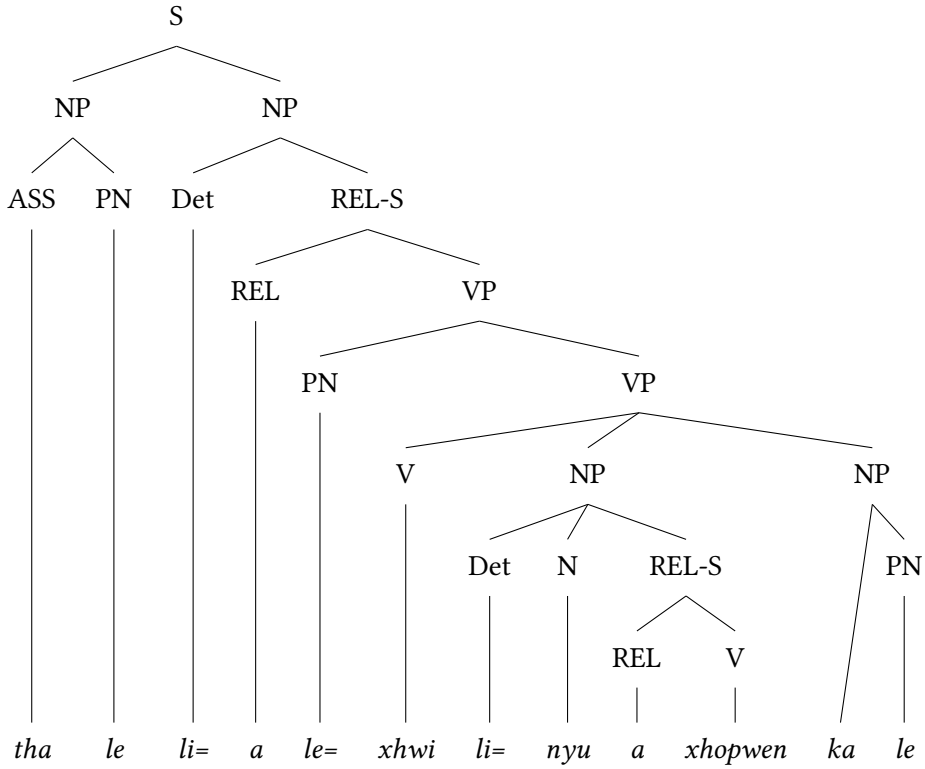 S
NP NP
ASS PN Det REL-S
REL VP
PN VP
V NP NP
Det N REL-S PN
REL V
tha le li= a le= xhwi li= nyu a xhopwen ka le